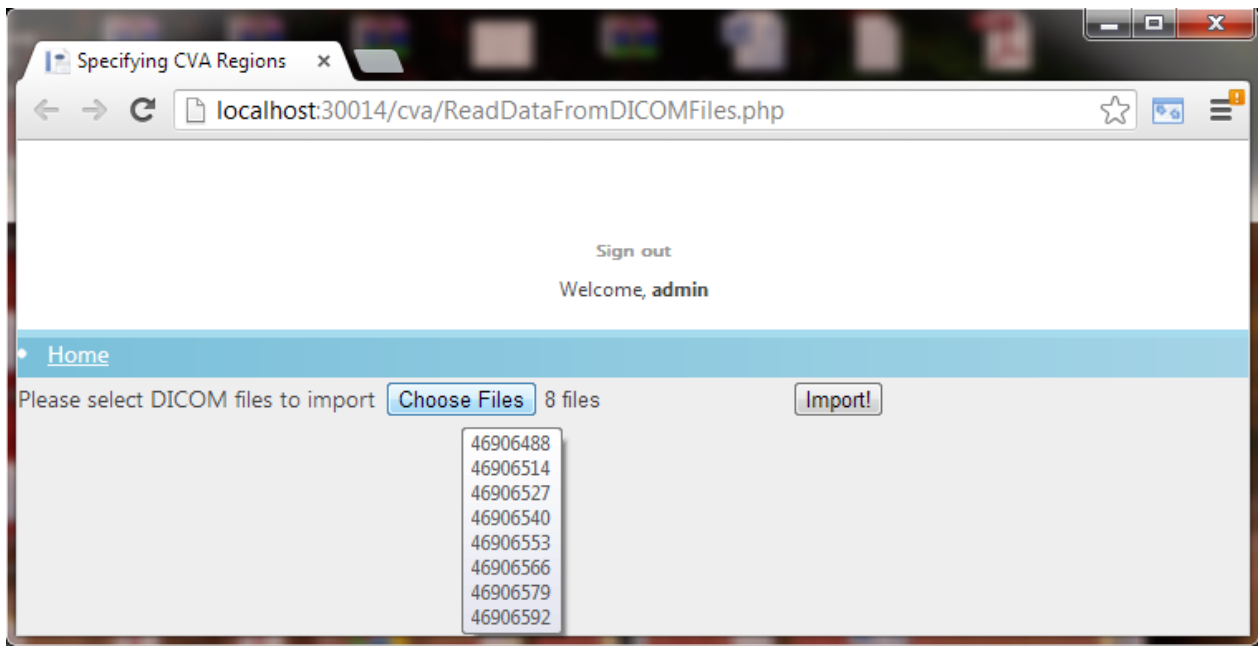 Specifying CVA Regions
localhost:30014/cva/ReadDataFromDICOMFiles.php
Sign out
Welcome, admin
Home
Please select DICOM files to import Choose Files 8 files Import!
46906488
46906514
46906527
46906540
46906553
46906566
46906579
46906592